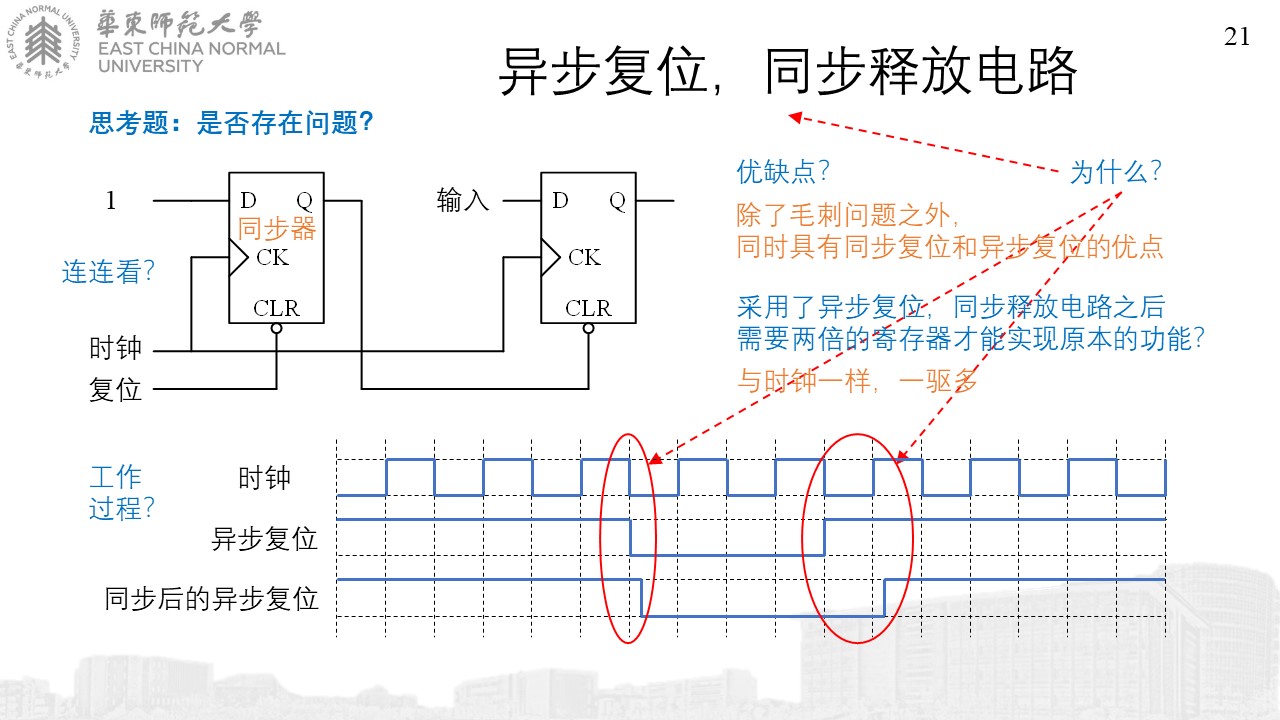 EAST CHINA NORMAL UNIVERSITY
華東師范大學
華東師范大學
EAST CHINA NORMAL
UNIVERSITY
21
异步复位，同步释放电路
思考题：是否存在问题？
1
D
Q
同步器
CK
CLR
连连看？
时钟
复位
输入
D
Q
CK
CLR
优缺点？
为什么？
除了毛刺问题之外，
同时具有同步复位和异步复位的优点
采用了异步复位，同步释放电路之后
需要两倍的寄存器才能实现原本的功能？
与时钟一样，一驱多
工作
过程？
时钟
异步复位
同步后的异步复位